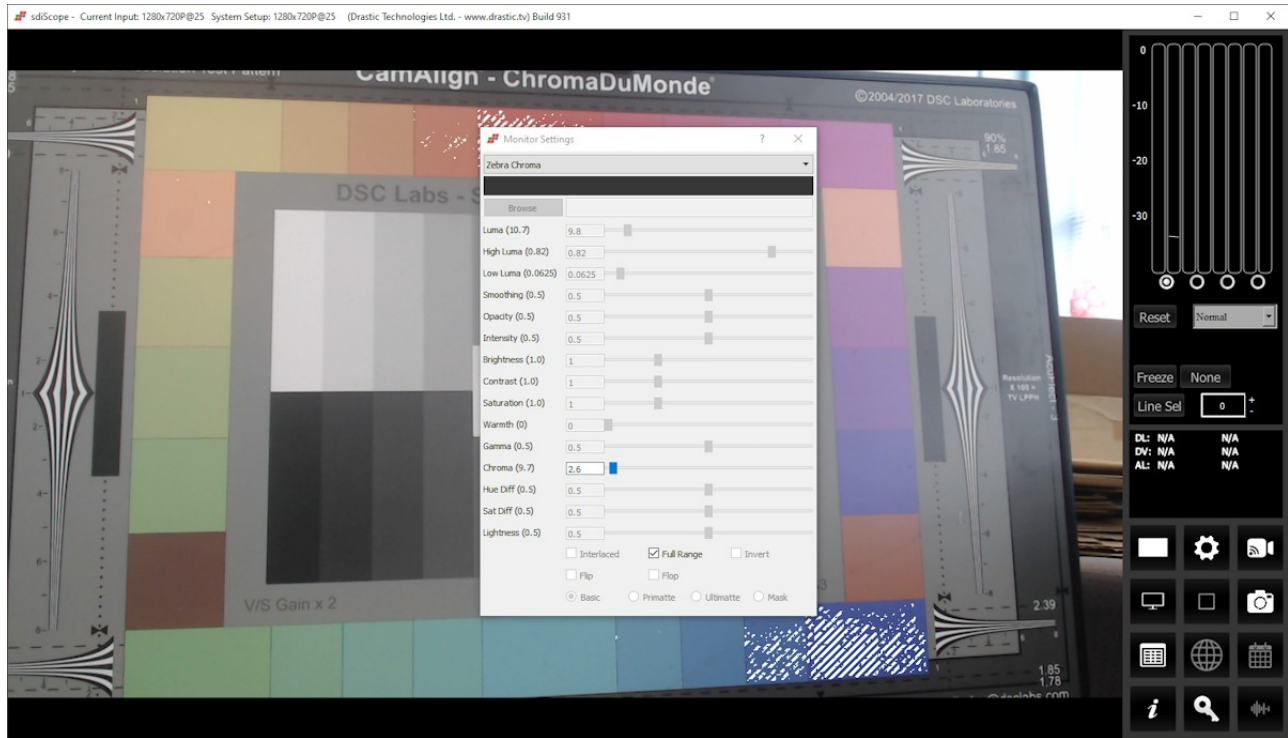 sdiScope - Current Input: 1280x720P@25 System Setup: 1280x720P@25 (Drastic Technologies Ltd. - www.drastic.tv) Build 931
CamAlign - ChromaDuMonde
©2004/2017 DSC Laboratories
90%
1.85
DSC Labs - S
Monitor Settings
?
Zebra Chroma
Browse
Luma (10.7) 9.8
High Luma (0.82) 0.82
Low Luma (0.0625) 0.0625
Smoothing (0.5) 0.5
Opacity (0.5) 0.5
Intensity (0.5) 0.5
Brightness (1.0) 1
Contrast (1.0) 1
Saturation (1.0) 1
Warmth (0) 0
Gamma (0.5) 0.5
Chroma (9.7) 2.6
Hue Diff (0.5) 0.5
Sat Diff (0.5) 0.5
Lightness (0.5) 0.5
Interlaced Full Range Invert
Flip Flop
Basic Primatte Ultimatte Mask
Resolution
X 100 =
TV LPPH
V/S Gain x 2
2.39
1.85
1.78
0
-10
-20
-30
Reset Normal
Freeze None
Line Sel 0 + -
DL: N/A N/A
DV: N/A N/A
AL: N/A N/A